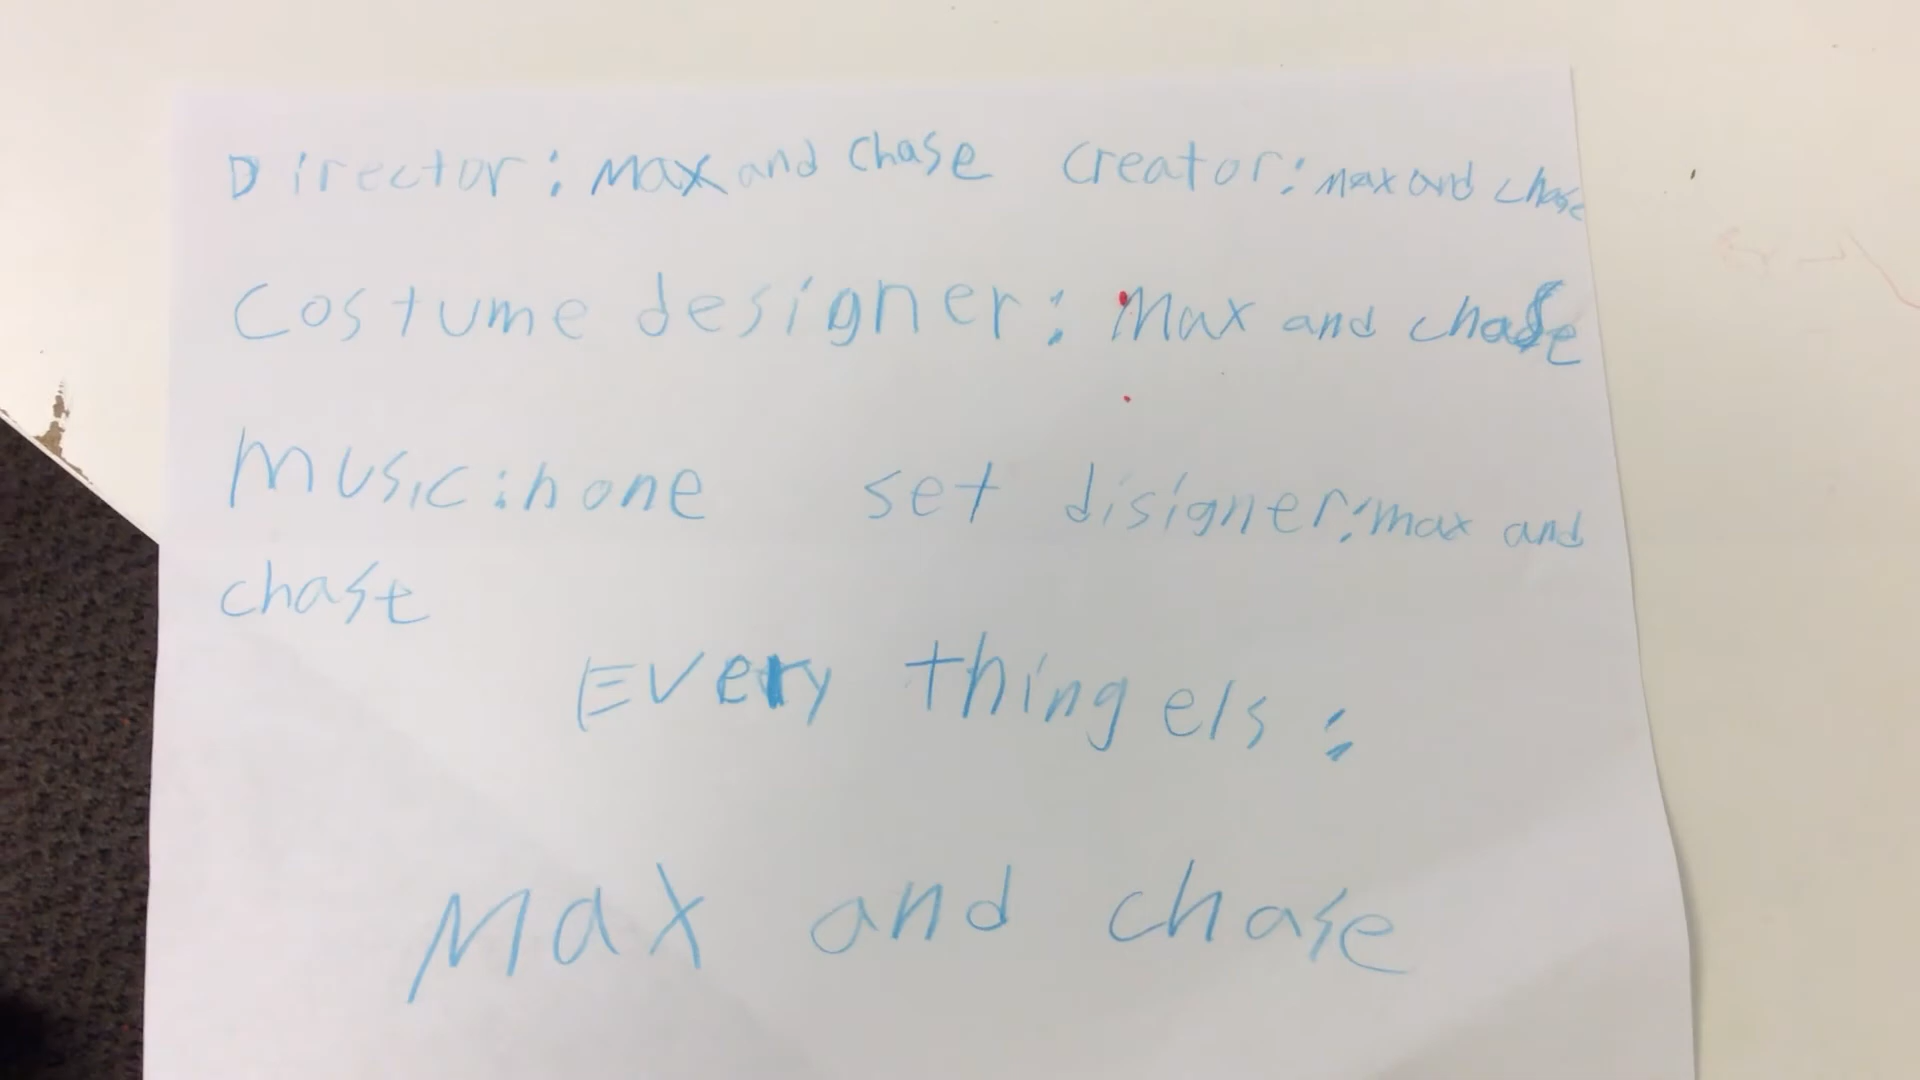 Director: Max and Chase Creator: Max and chase
Costume designer: Max and chase
Music: none set disigner: max and
chase
Every thing els:
Max and chase